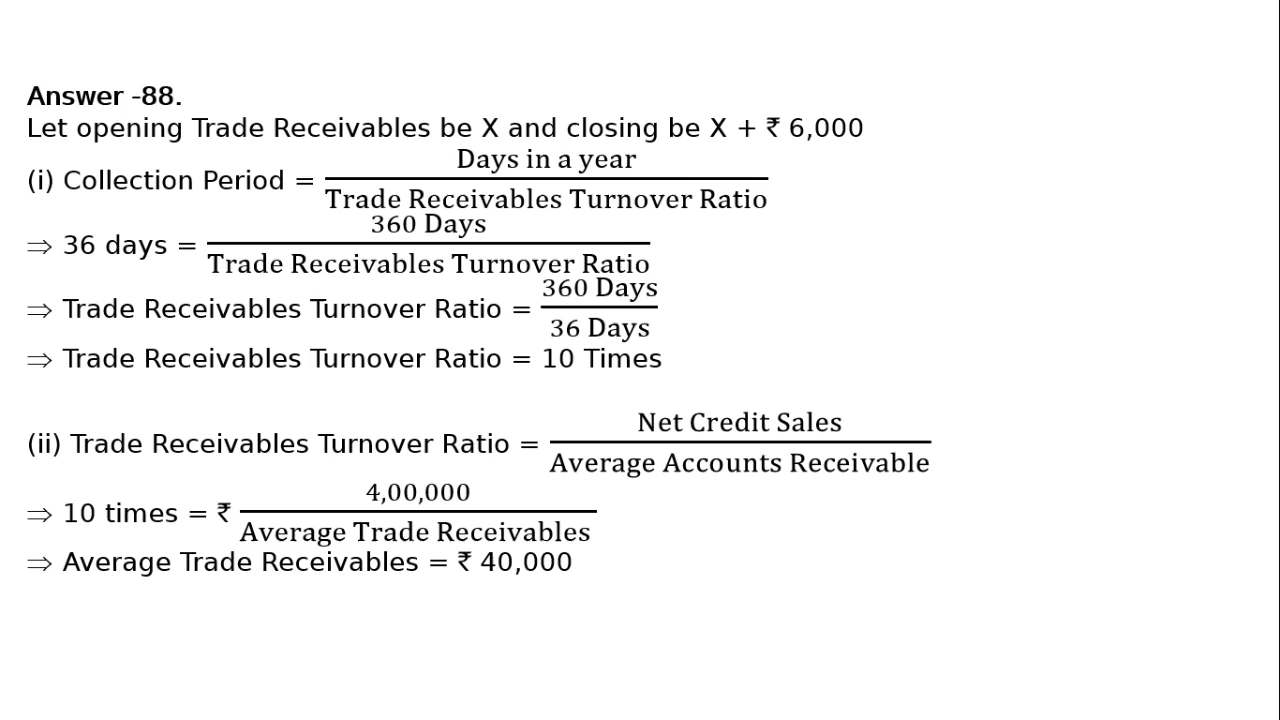 Answer -88.
Let opening Trade Receivables be X and closing be X + ₹ 6,000
Days in a year
(i) Collection Period =
Trade Receivables Turnover Ratio
360 Days
⇒ 36 days =
Trade Receivables Turnover Ratio
360 Days
⇒ Trade Receivables Turnover Ratio =
36 Days
⇒ Trade Receivables Turnover Ratio = 10 Times
Net Credit Sales
(ii) Trade Receivables Turnover Ratio =
Average Accounts Receivable
4,00,000
⇒ 10 times = ₹
Average Trade Receivables
⇒ Average Trade Receivables = ₹ 40,000